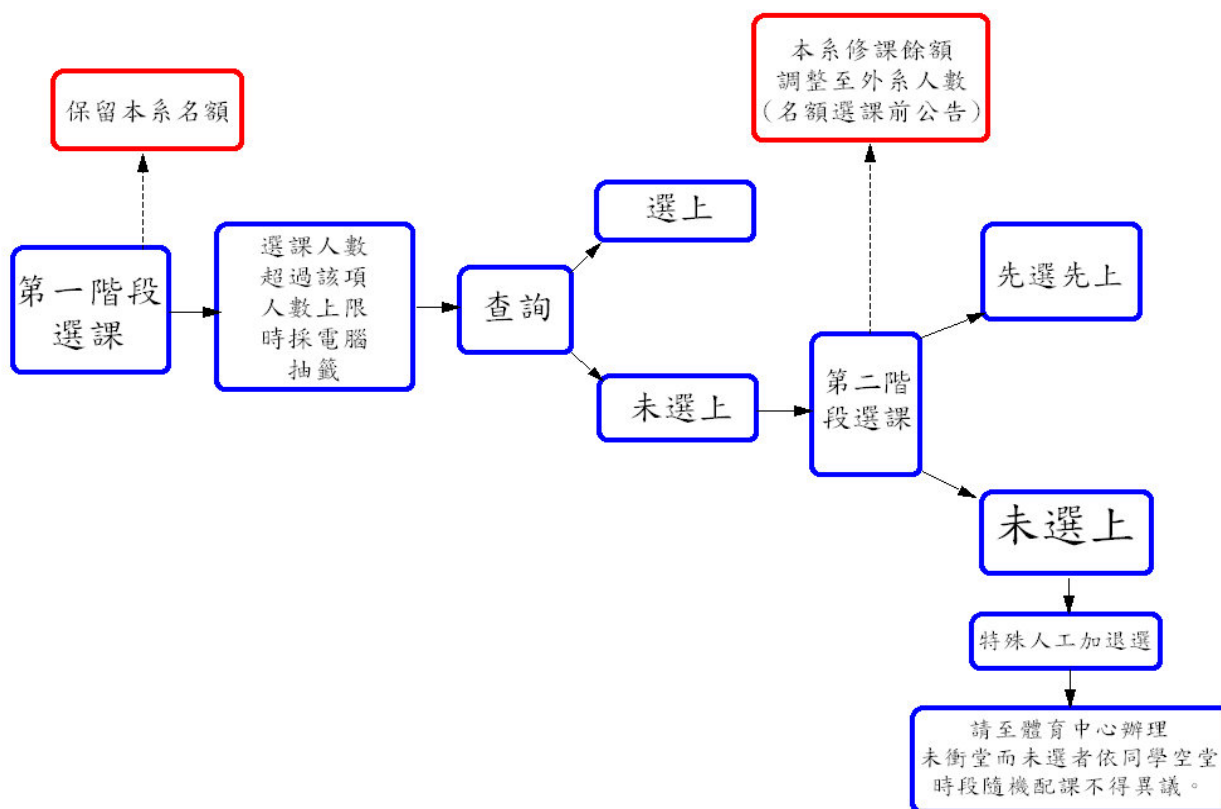 本系修課餘額
調整至外系人數
(名額選課前公告)
保留本系名額
選上
選課人數
超過該項
人數上限
時採電腦
抽籤
先選先上
第一階段
選課
查詢
第二階
段選課
未選上
未選上
特殊人工加退選
請至體育中心辦理
未衝堂而未選者依同學空堂
時段隨機配課不得異議。